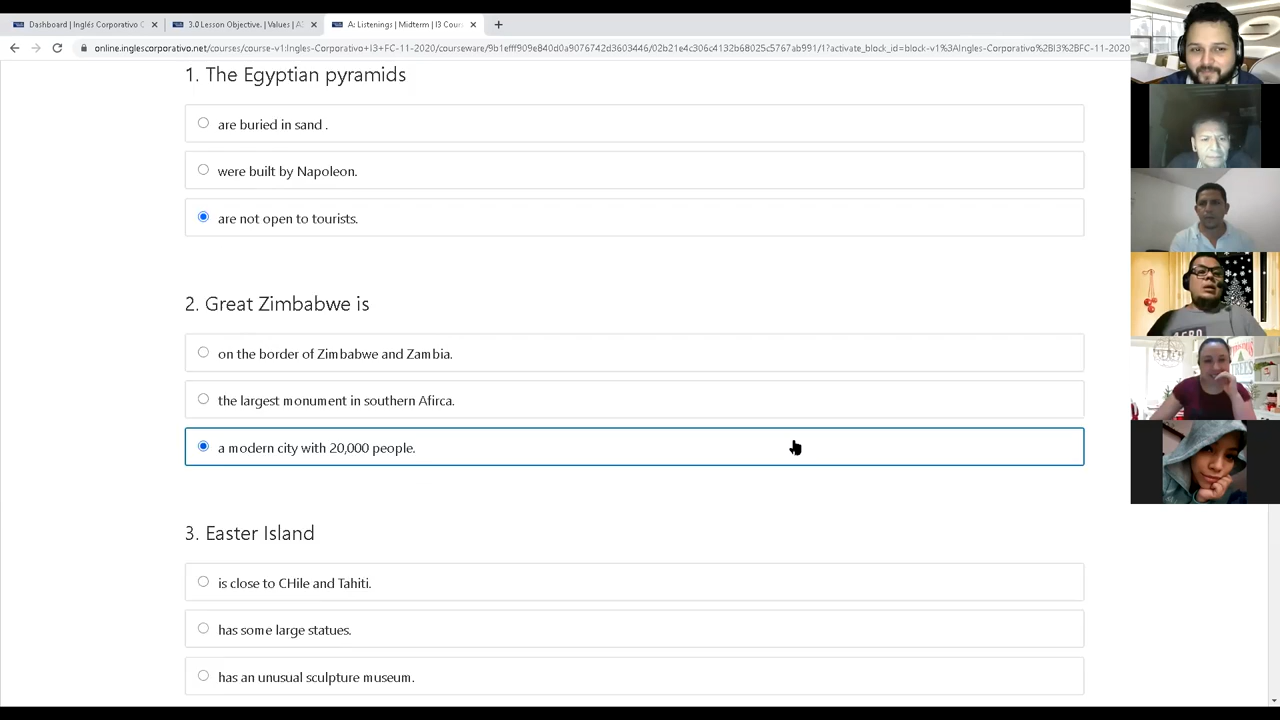 Dashboard | Inglés Corporativo
3.0 Lesson Objective. | Values |
A: Listenings | Midterm | I3 Cour
1. The Egyptian pyramids
are buried in sand .
were built by Napoleon.
are not open to tourists.
2. Great Zimbabwe is
on the border of Zimbabwe and Zambia.
the largest monument in southern Afirca.
a modern city with 20,000 people.
3. Easter Island
is close to CHile and Tahiti.
has some large statues.
has an unusual sculpture museum.
TREES